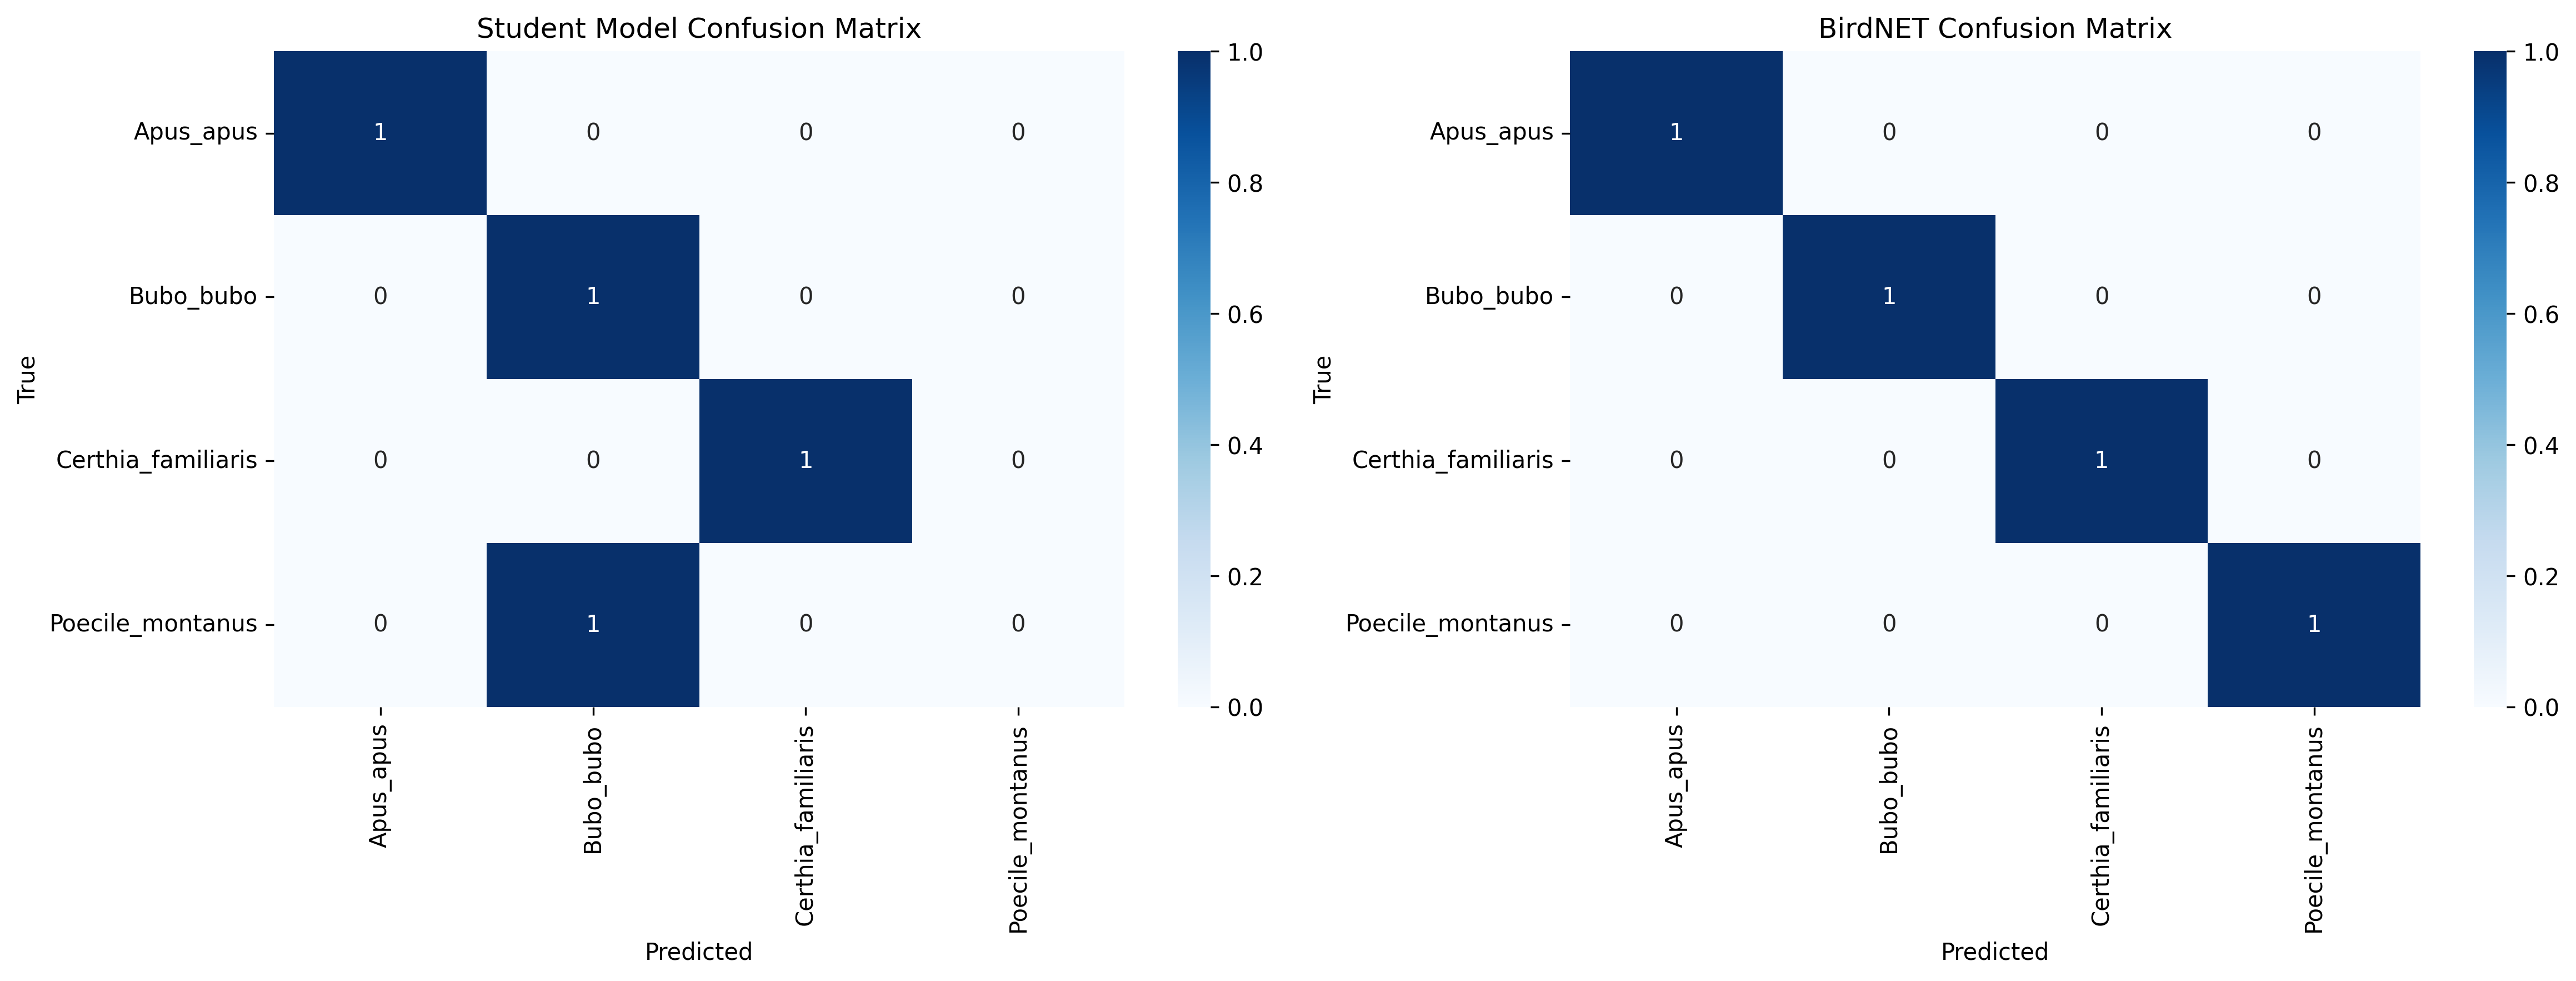 Student Model Confusion Matrix
True
Apus_apus 1 0 0 0
Bubo_bubo 0 1 0 0
Certhia_familiaris 0 0 1 0
Poecile_montanus 0 1 0 0
Apus_apus
Bubo_bubo
Certhia_familiaris
Poecile_montanus
Predicted
1.0
0.8
0.6
0.4
0.2
0.0
BirdNET Confusion Matrix
True
Apus_apus 1 0 0 0
Bubo_bubo 0 1 0 0
Certhia_familiaris 0 0 1 0
Poecile_montanus 0 0 0 1
Apus_apus
Bubo_bubo
Certhia_familiaris
Poecile_montanus
Predicted
1.0
0.8
0.6
0.4
0.2
0.0